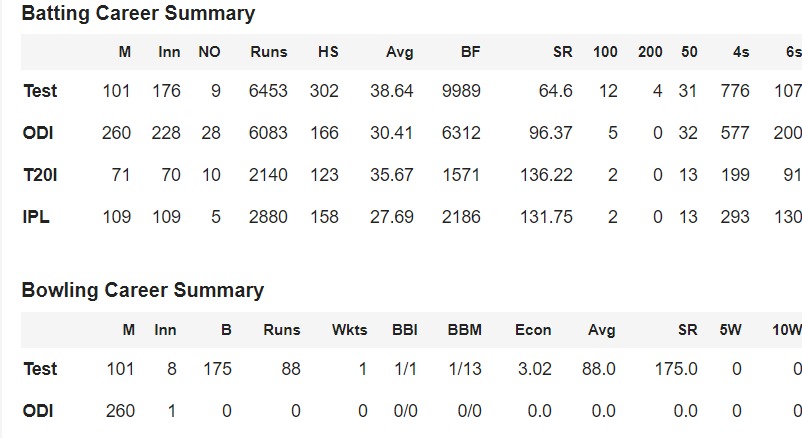 Batting Career Summary
M Inn NO Runs HS Avg BF SR 100 200 50 4s 6s
Test 101 176 9 6453 302 38.64 9989 64.6 12 4 31 776 107
ODI 260 228 28 6083 166 30.41 6312 96.37 5 0 32 577 200
T20I 71 70 10 2140 123 35.67 1571 136.22 2 0 13 199 91
IPL 109 109 5 2880 158 27.69 2186 131.75 2 0 13 293 130
Bowling Career Summary
M Inn B Runs Wkts BBI BBM Econ Avg SR 5W 10W
Test 101 8 175 88 1 1/1 1/13 3.02 88.0 175.0 0 0
ODI 260 1 0 0 0 0/0 0/0 0.0 0.0 0.0 0 0